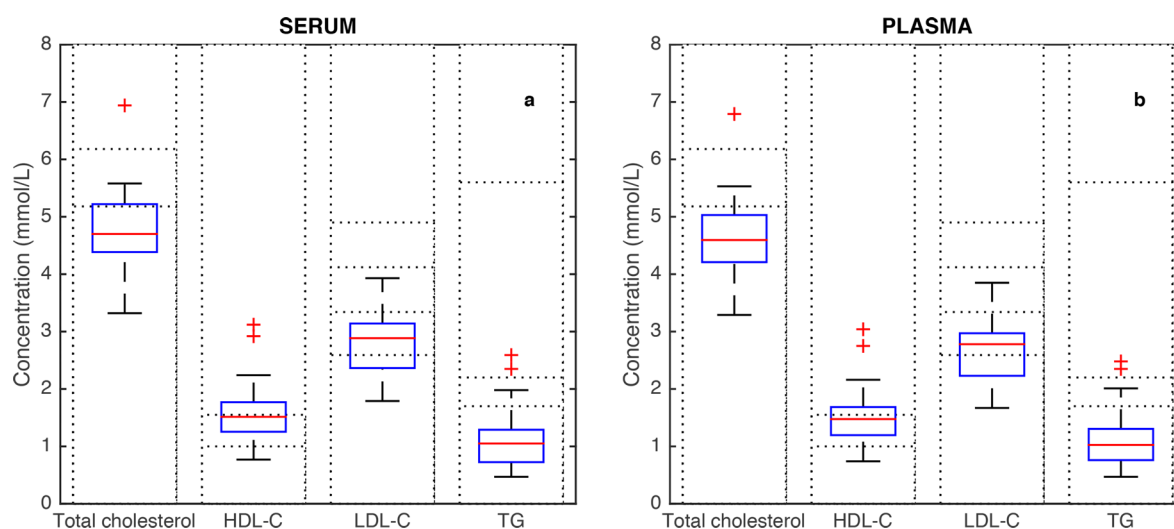 SERUM
8
7
6
5
4
3
2
1
0
Concentration (mmol/L)
a
Total cholesterol
HDL-C
LDL-C
TG
PLASMA
8
7
6
5
4
3
2
1
0
Concentration (mmol/L)
b
Total cholesterol
HDL-C
LDL-C
TG